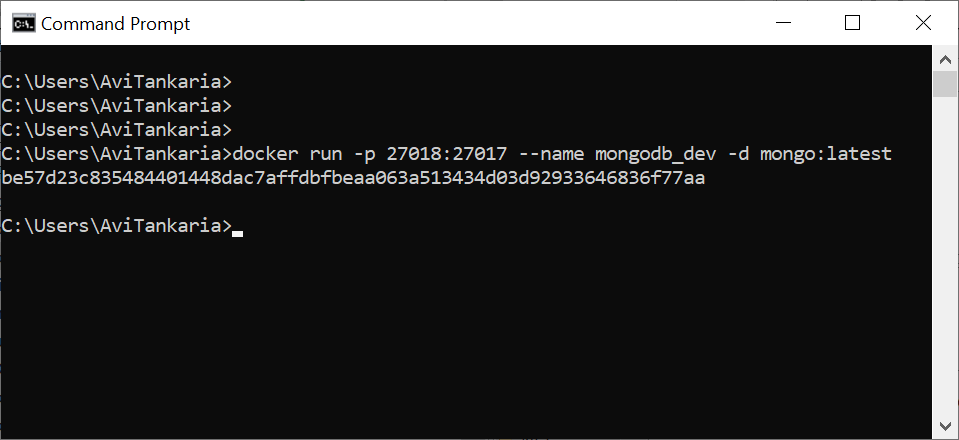 Command Prompt
C:\Users\AviTankaria>
C:\Users\AviTankaria>
C:\Users\AviTankaria>
C:\Users\AviTankaria>docker run -p 27018:27017 --name mongodb_dev -d mongo:latest
be57d23c835484401448dac7affdbfbeaa063a513434d03d92933646836f77aa
C:\Users\AviTankaria>